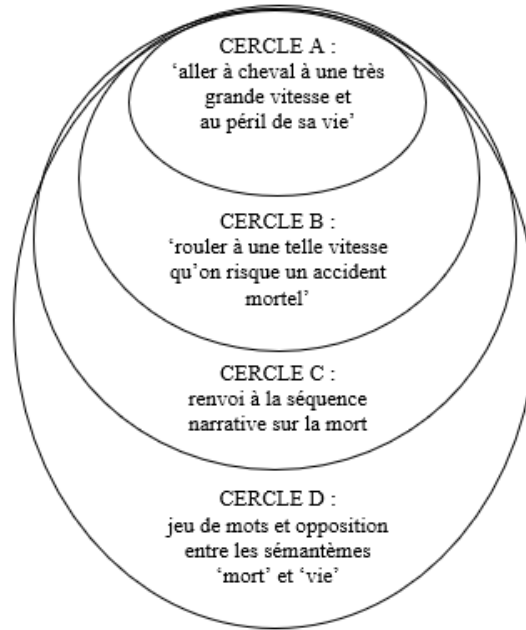 CERCLE A :
‘aller à cheval à une très
grande vitesse et
au péril de sa vie’
CERCLE B :
‘rouler à une telle vitesse
qu’on risque un accident
mortel’
CERCLE C :
renvoi à la séquence
narrative sur la mort
CERCLE D :
jeu de mots et opposition
entre les sémantèmes
‘mort’ et ‘vie’